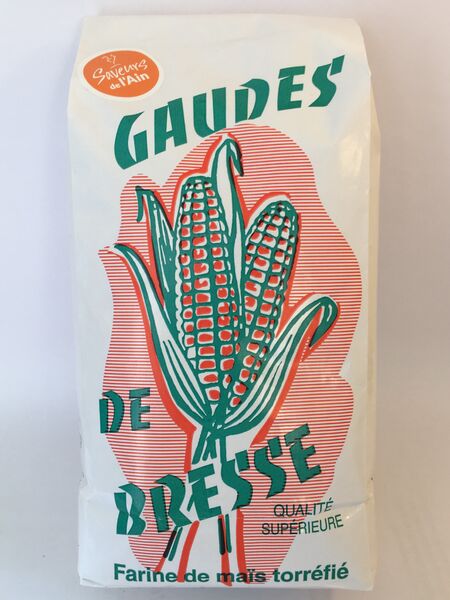 Saveurs
de l'Ain
GAUDES
DE
BRESSE
QUALITÉ
SUPÉRIEURE
Farine de maïs torréfié